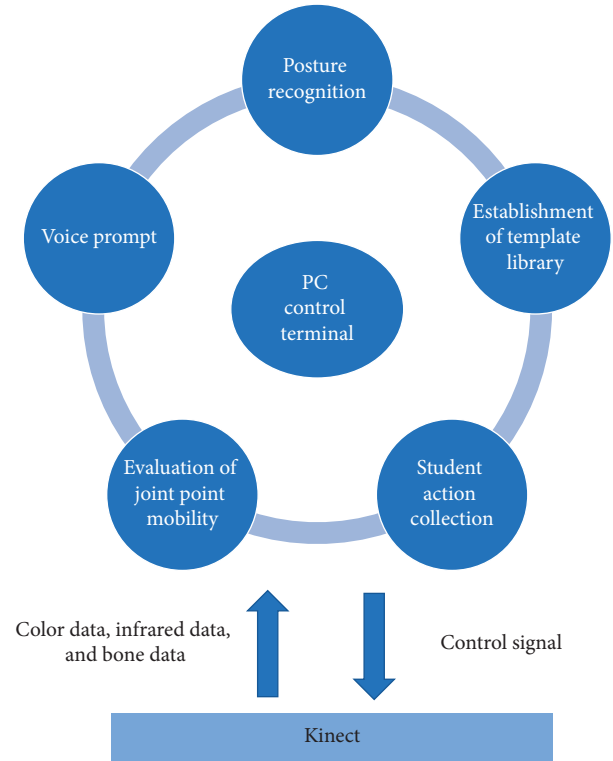 Posture
recognition
Voice prompt
Establishment
of template
library
PC
control
terminal
Evaluation of
joint point
mobility
Student
action
collection
Color data, infrared data,
and bone data
Control signal
Kinect